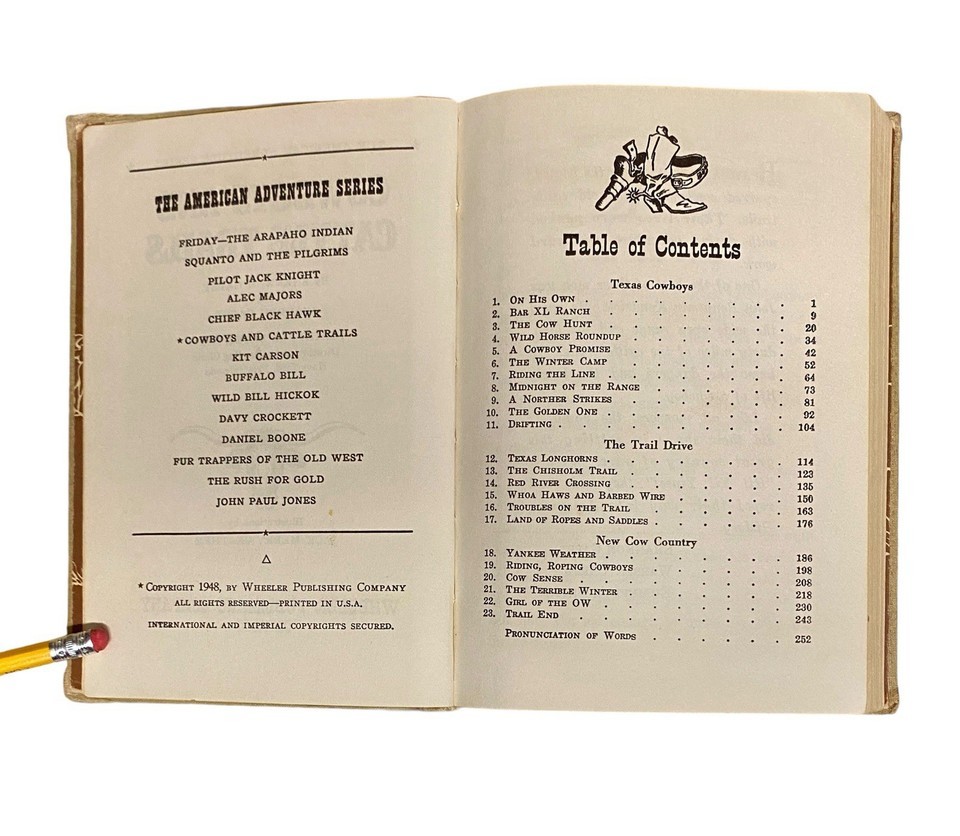 THE AMERICAN ADVENTURE SERIES
FRIDAY—THE ARAPAHO INDIAN
SQUANTO AND THE PILGRIMS
PILOT JACK KNIGHT
ALEC MAJORS
CHIEF BLACK HAWK
*COWBOYS AND CATTLE TRAILS
KIT CARSON
BUFFALO BILL
WILD BILL HICKOK
DAVY CROCKETT
DANIEL BOONE
FUR TRAPPERS OF THE OLD WEST
THE RUSH FOR GOLD
JOHN PAUL JONES
*COPYRIGHT 1948, BY WHEELER PUBLISHING COMPANY
ALL RIGHTS RESERVED—PRINTED IN U.S.A.
INTERNATIONAL AND IMPERIAL COPYRIGHTS SECURED.
Table of Contents
Texas Cowboys
1. ON HIS OWN . . . . . . . . 1
2. BAR XL RANCH . . . . . . . 9
3. THE COW HUNT . . . . . . . 20
4. WILD HORSE ROUNDUP . . . . . . . 34
5. A COWBOY PROMISE . . . . . . . 42
6. THE WINTER CAMP . . . . . . . 52
7. RIDING THE LINE . . . . . . . 64
8. MIDNIGHT ON THE RANGE . . . . . . 73
9. A NORTHER STRIKES . . . . . . . 81
10. THE GOLDEN ONE . . . . . . . 92
11. DRIFTING . . . . . . . . 104
The Trail Drive
12. TEXAS LONGHORNS . . . . . . . 114
13. THE CHISHOLM TRAIL . . . . . . . 123
14. RED RIVER CROSSING . . . . . . . 135
15. WHOA HAWS AND BARBED WIRE . . . . . 150
16. TROUBLES ON THE TRAIL . . . . . . 163
17. LAND OF ROPES AND SADDLES . . . . . . 176
New Cow Country
18. YANKEE WEATHER . . . . . . . 186
19. RIDING, ROPING COWBOYS . . . . . . 198
20. COW SENSE . . . . . . . . 208
21. THE TERRIBLE WINTER . . . . . . . 218
22. GIRL OF THE OW . . . . . . . 230
23. TRAIL END . . . . . . . . 243
PRONUNCIATION OF WORDS . . . . . . 252